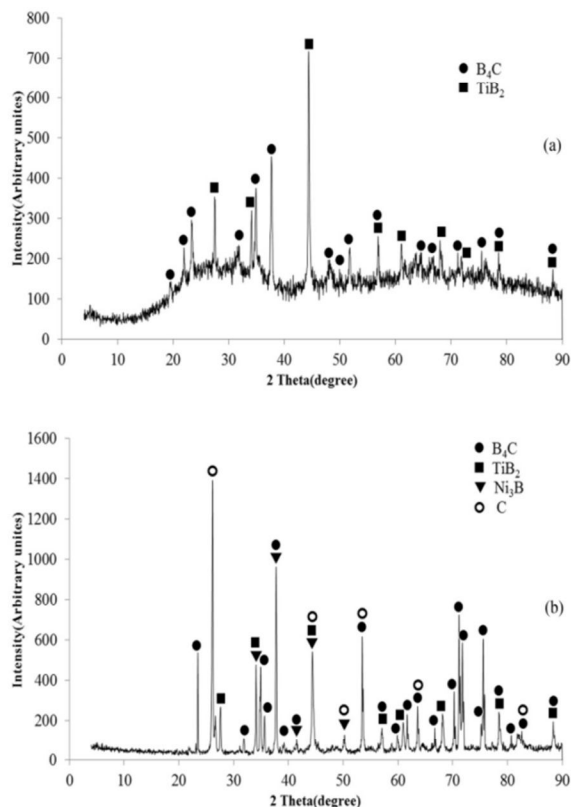 800
700
600
500
400
300
200
100
0
Intensity(Arbitrary unites)
B₄C
TiB₂
(a)
0 10 20 30 40 50 60 70 80 90
2 Theta(degree)
1600
1400
1200
1000
800
600
400
200
0
Intensity(Arbitrary unites)
B₄C
TiB₂
Ni₃B
C
(b)
0 10 20 30 40 50 60 70 80 90
2 Theta(degree)